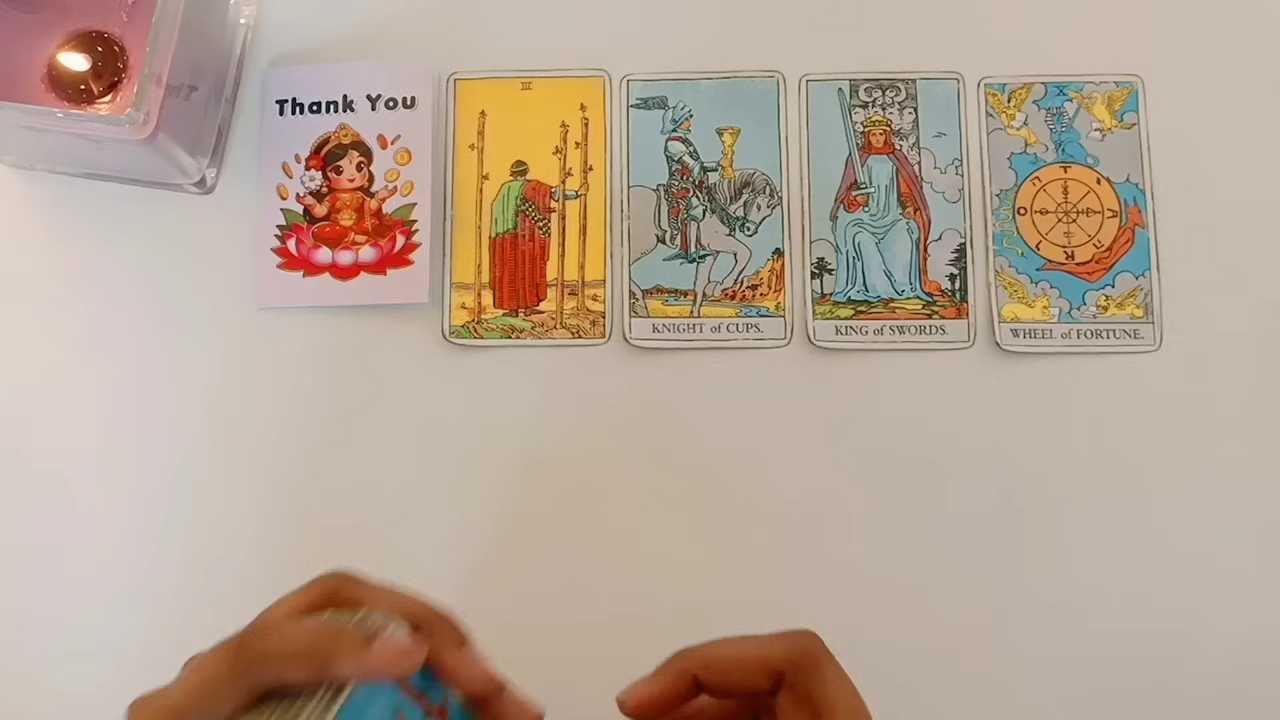 Thank You
III
KNIGHT of CUPS.
KING of SWORDS.
X
WHEEL of FORTUNE.